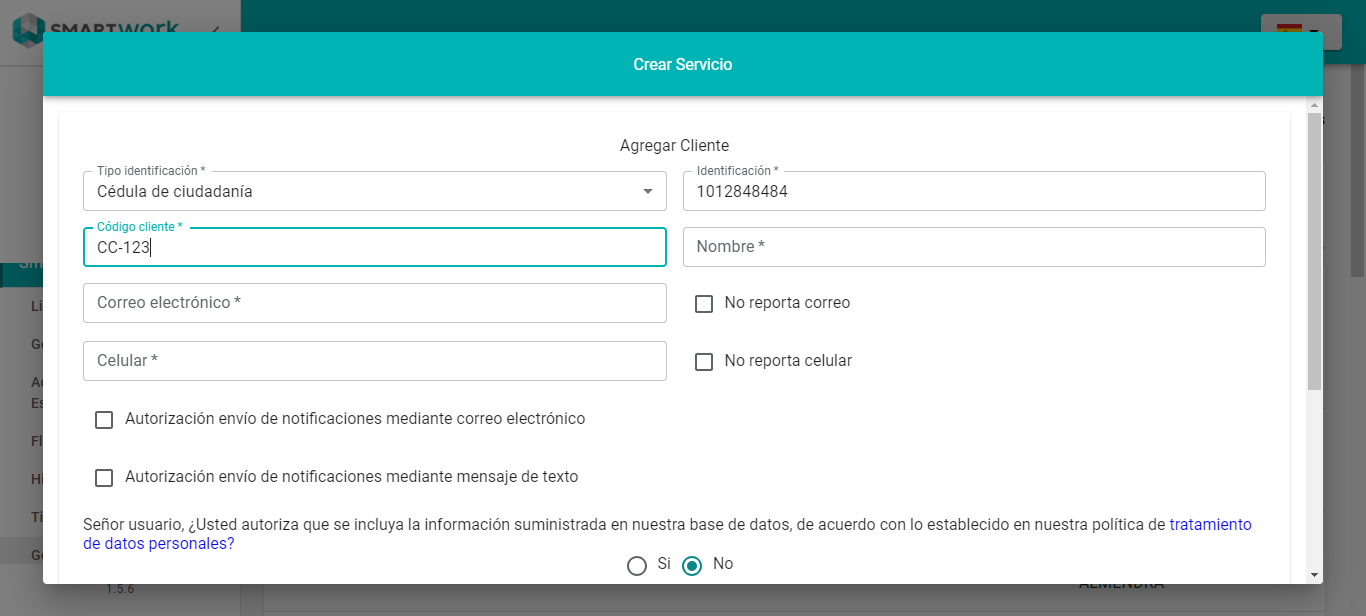 SMARTwork
Crear Servicio
Agregar Cliente
Tipo identificación *
Cédula de ciudadanía
Identificación *
1012848484
Código cliente *
CC-123
Nombre *
Correo electrónico *
No reporta correo
Celular *
No reporta celular
Autorización envío de notificaciones mediante correo electrónico
Autorización envío de notificaciones mediante mensaje de texto
Señor usuario, ¿Usted autoriza que se incluya la información suministrada en nuestra base de datos, de acuerdo con lo establecido en nuestra política de tratamiento
de datos personales?
Si
No
1.5.6
ALMENDRA